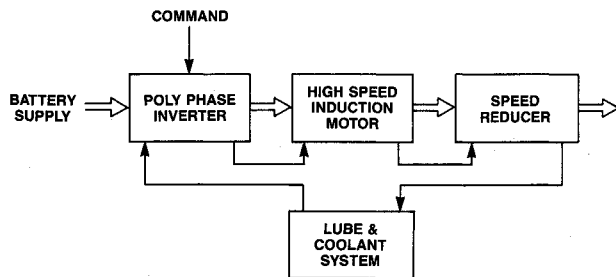 COMMAND
BATTERY
SUPPLY
POLY PHASE
INVERTER
HIGH SPEED
INDUCTION
MOTOR
SPEED
REDUCER
LUBE &
COOLANT
SYSTEM